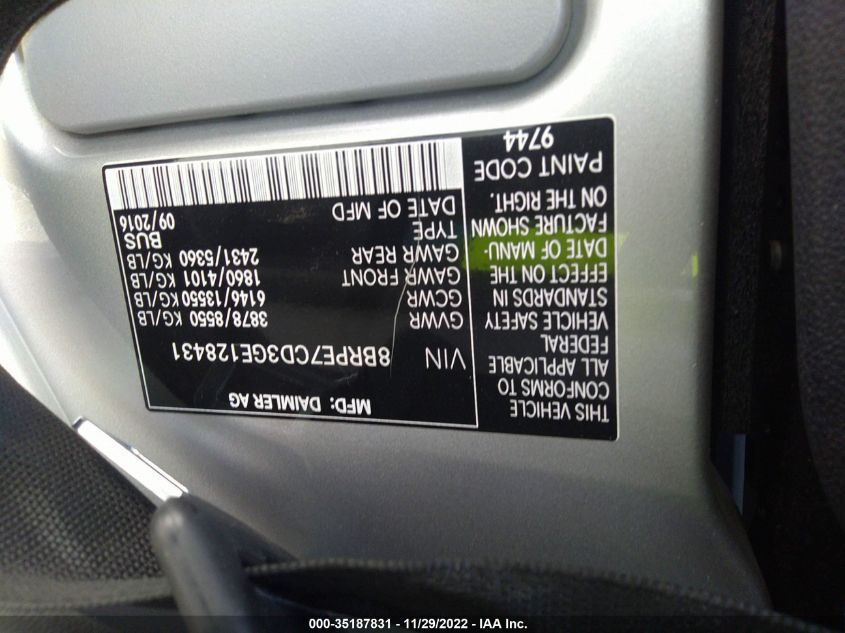 MFD: DAIMLER AG
VIN 8BRPE7CD3GE128431
GVWR 3878/8550 KG/LB
GCWR 6146/13550 KG/LB
GAWR FRONT 1860/4101 KG/LB
GAWR REAR 2431/5360 KG/LB
TYPE BUS
DATE OF MFD 09/2016
THIS VEHICLE
CONFORMS TO
ALL APPLICABLE
FEDERAL
VEHICLE SAFETY
STANDARDS IN
EFFECT ON THE
DATE OF MANU-
FACTURE SHOWN
ON THE RIGHT.
PAINT CODE
9744
000-35187831 - 11/29/2022 - IAA Inc.